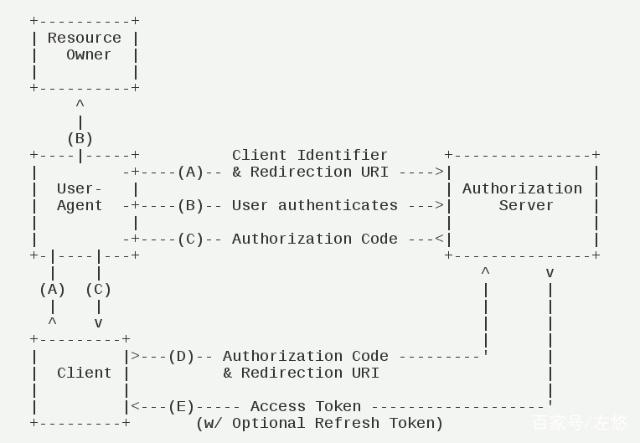 Resource
Owner
(B)
Client Identifier
(A)-- & Redirection URI
User-
Agent
Authorization
Server
(B)-- User authenticates
(C)-- Authorization Code
(A) (C)
(D)-- Authorization Code
& Redirection URI
Client
(E)----- Access Token
(w/ Optional Refresh Token)
百家号/左悠